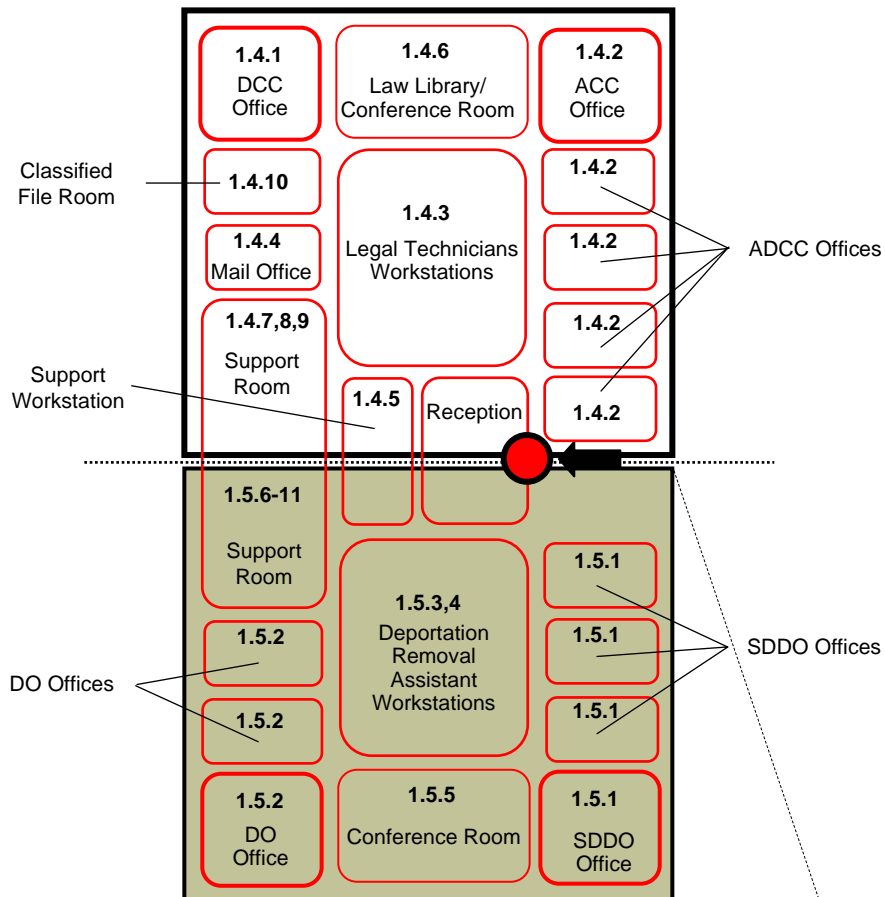 1.4.1
DCC
Office
1.4.6
Law Library/
Conference Room
1.4.2
ACC
Office
Classified
File Room
1.4.10
1.4.3
Legal Technicians
Workstations
1.4.2
1.4.4
Mail Office
1.4.2
ADCC Offices
1.4.7,8,9
Support
Room
1.4.2
Support
Workstation
1.4.5
Reception
1.4.2
1.5.6-11
Support
Room
1.5.3,4
Deportation
Removal
Assistant
Workstations
1.5.1
1.5.2
1.5.1
SDDO Offices
DO Offices
1.5.2
1.5.1
1.5.2
DO
Office
1.5.5
Conference Room
1.5.1
SDDO
Office